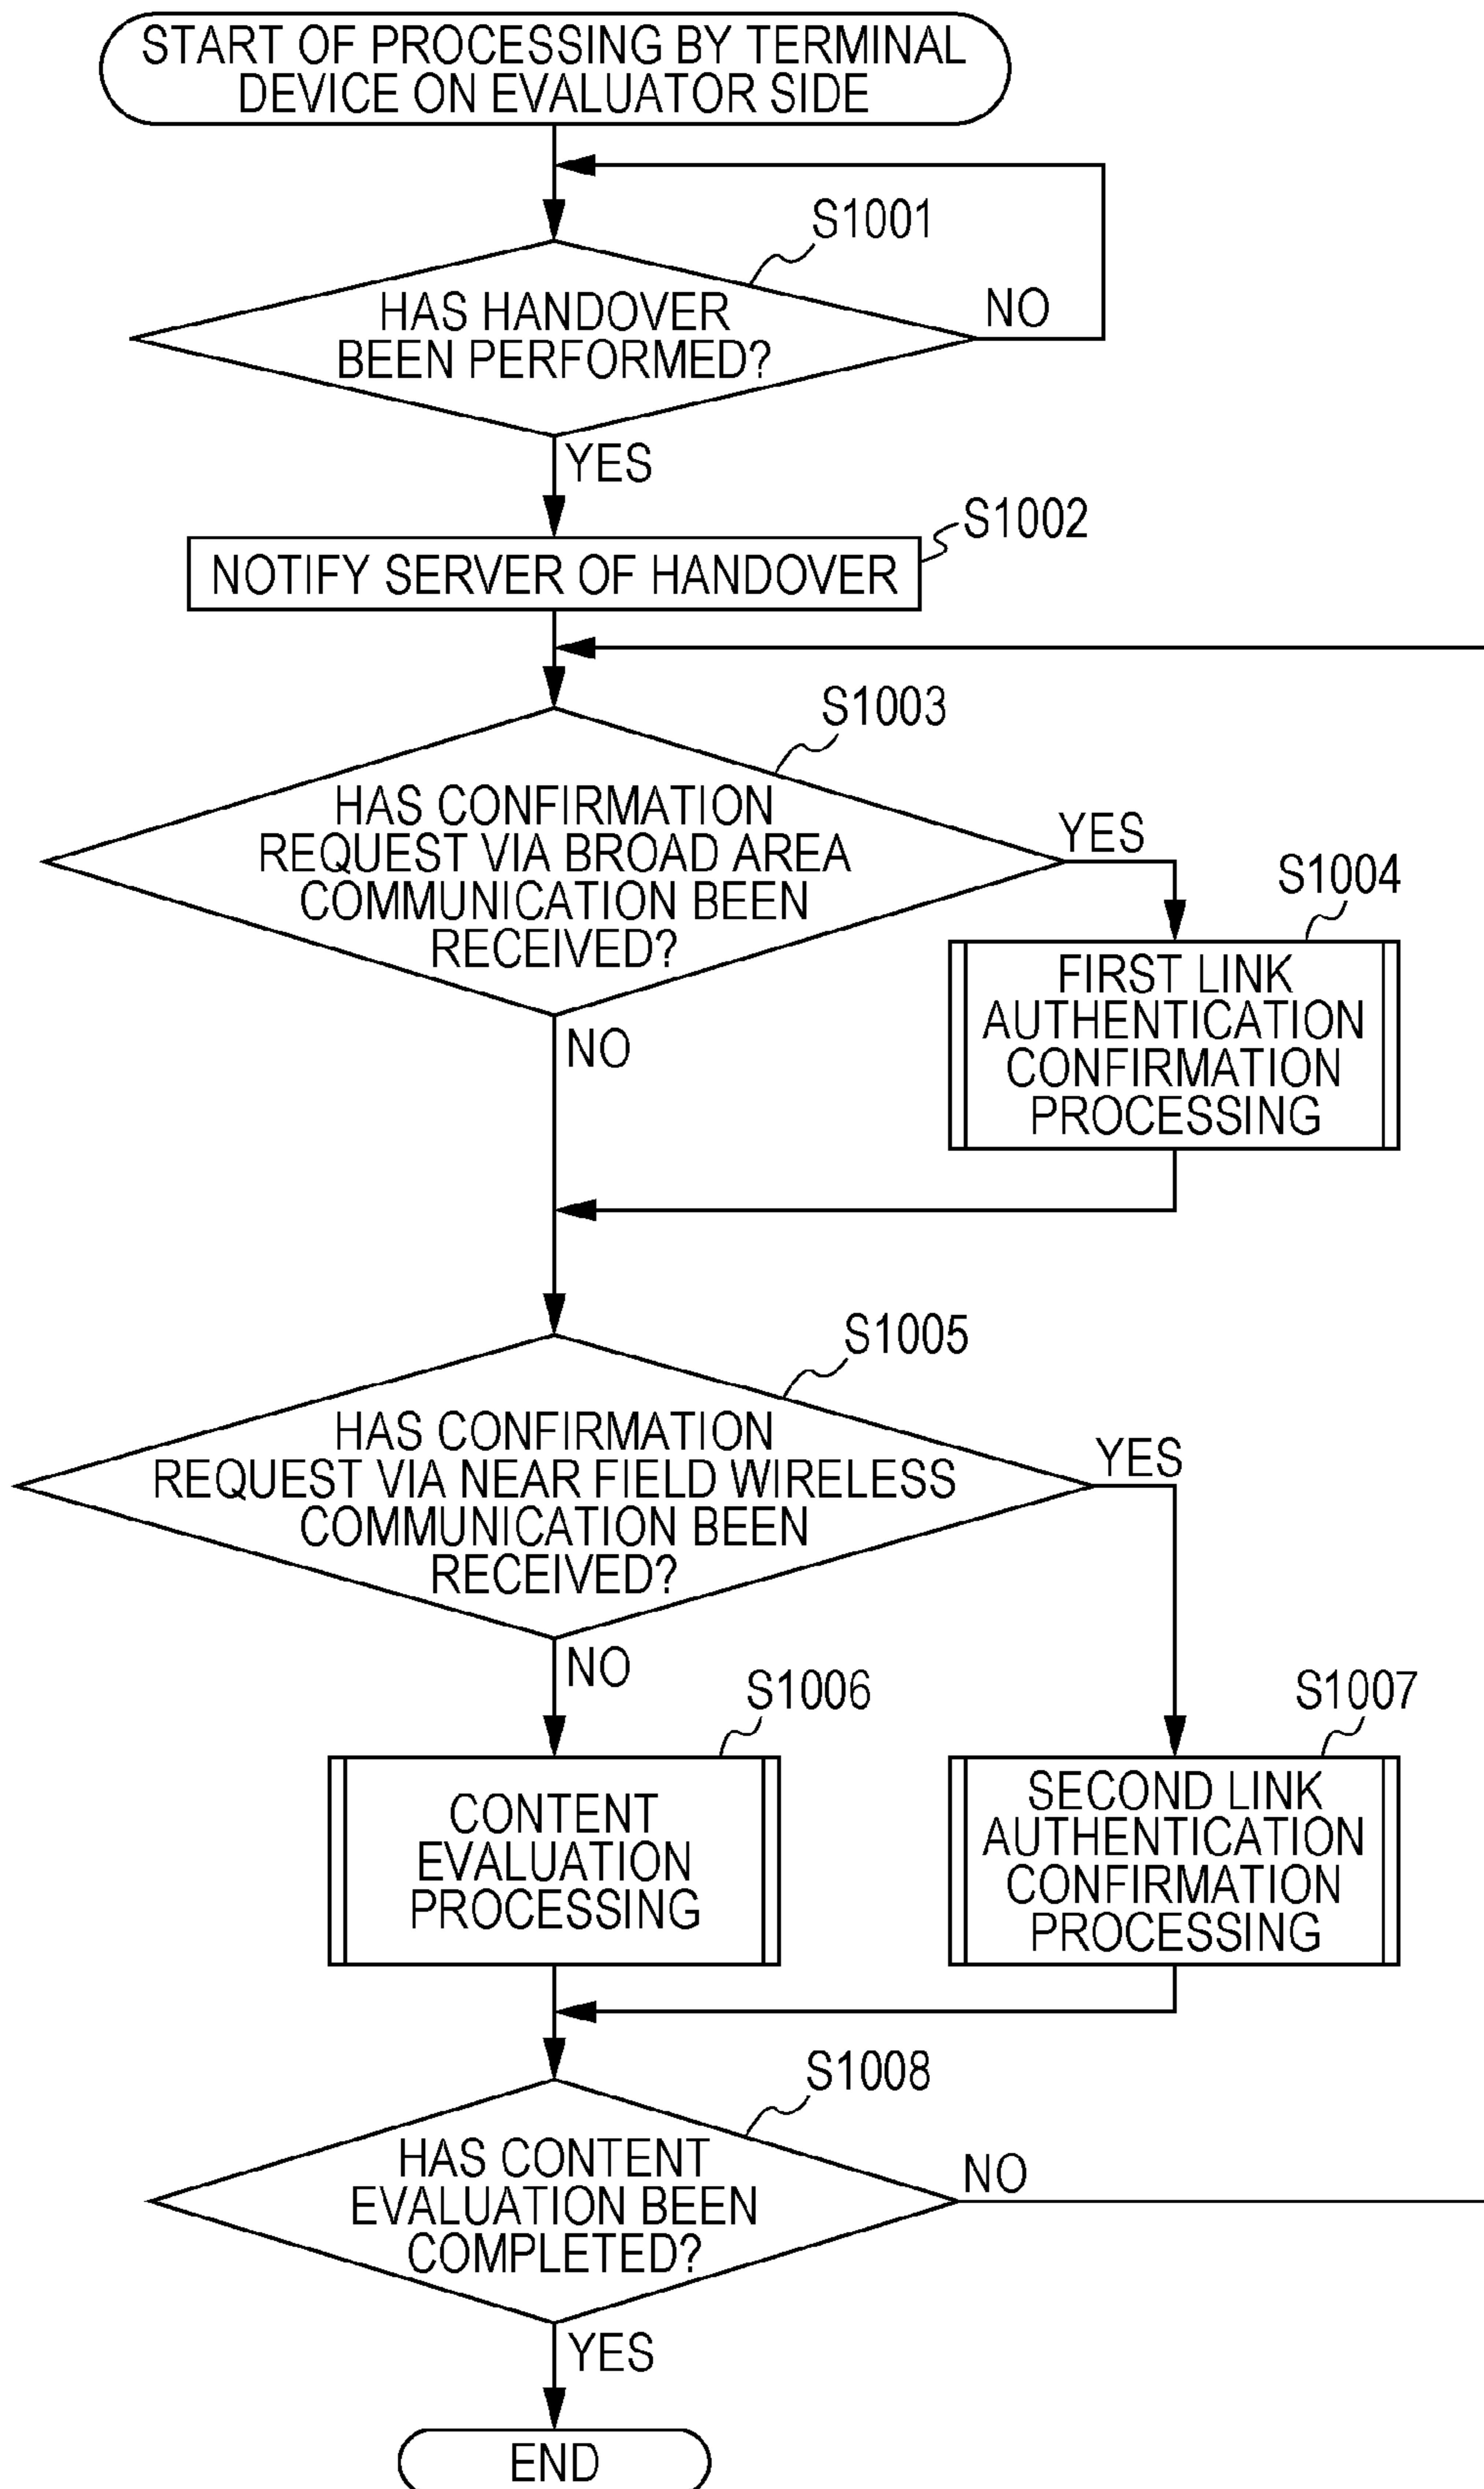 START OF PROCESSING BY TERMINAL
DEVICE ON EVALUATOR SIDE
S1001
HAS HANDOVER
BEEN PERFORMED?
NO
YES
S1002
NOTIFY SERVER OF HANDOVER
S1003
HAS CONFIRMATION
REQUEST VIA BROAD AREA
COMMUNICATION BEEN
RECEIVED?
YES
NO
S1004
FIRST LINK
AUTHENTICATION
CONFIRMATION
PROCESSING
S1005
HAS CONFIRMATION
REQUEST VIA NEAR FIELD WIRELESS
COMMUNICATION BEEN
RECEIVED?
YES
NO
S1006
CONTENT
EVALUATION
PROCESSING
S1007
SECOND LINK
AUTHENTICATION
CONFIRMATION
PROCESSING
S1008
HAS CONTENT
EVALUATION BEEN
COMPLETED?
NO
YES
END